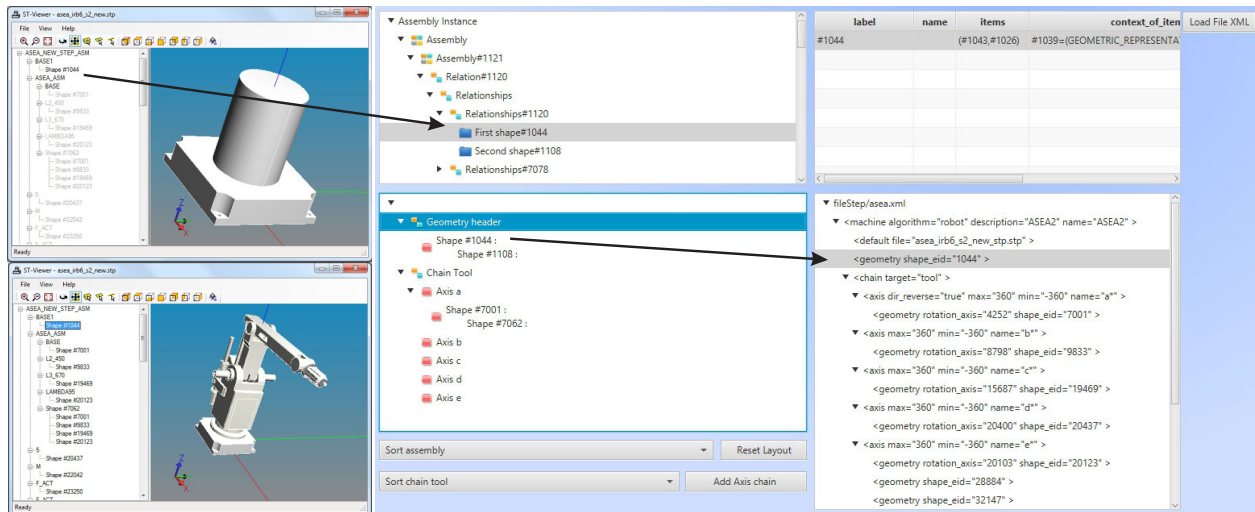 ST-Viewer - asea_irb6_s2_new.stp
File View Help
ASEA_NEW_STEP_ASM
BASE1
Shape #1044
ASEA_ASM
BASE
Shape #7001
L2_450
Shape #9833
L3_670
Shape #19469
LAMBDA95
Shape #20123
Shape #7062
Shape #7001
Shape #9833
Shape #19469
Shape #20123
S
Shape #20437
M
Shape #22042
F_ACT
Shape #23250
Z
X
Ready
ST-Viewer - asea_irb6_s2_new.stp
File View Help
ASEA_NEW_STEP_ASM
BASE1
Shape #1044
ASEA_ASM
BASE
Shape #7001
L2_450
Shape #9833
L3_670
Shape #19469
LAMBDA95
Shape #20123
Shape #7062
Shape #7001
Shape #9833
Shape #19469
Shape #20123
S
Shape #20437
M
Shape #22042
F_ACT
Shape #23250
Z
X
Ready
Assembly Instance
Assembly
Assembly#1121
Relation#1120
Relationships
Relationships#1120
First shape#1044
Second shape#1108
Relationships#7078
Geometry header
Shape #1044 :
Shape #1108 :
Chain Tool
Axis a
Shape #7001 :
Shape #7062 :
Axis b
Axis c
Axis d
Axis e
Sort assembly
Reset Layout
Sort chain tool
Add Axis chain
label name items context_of_iten
#1044 (#1043,#1026) #1039=(GEOMETRIC_REPRESENTA
Load File XML
fileStep/asea.xml
<machine algorithm="robot" description="ASEA2" name="ASEA2" >
<default file="asea_irb6_s2_new_stp.stp" >
<geometry shape_eid="1044" >
<chain target="tool" >
<axis dir_reverse="true" max="360" min="-360" name="a*" >
<geometry rotation_axis="4252" shape_eid="7001" >
<axis max="360" min="-360" name="b*" >
<geometry rotation_axis="8798" shape_eid="9833" >
<axis max="360" min="-360" name="c*" >
<geometry rotation_axis="15687" shape_eid="19469" >
<axis max="360" min="-360" name="d*" >
<geometry rotation_axis="20400" shape_eid="20437" >
<axis max="360" min="-360" name="e*" >
<geometry rotation_axis="20103" shape_eid="20123" >
<geometry shape_eid="28884" >
<geometry shape_eid="32147" >